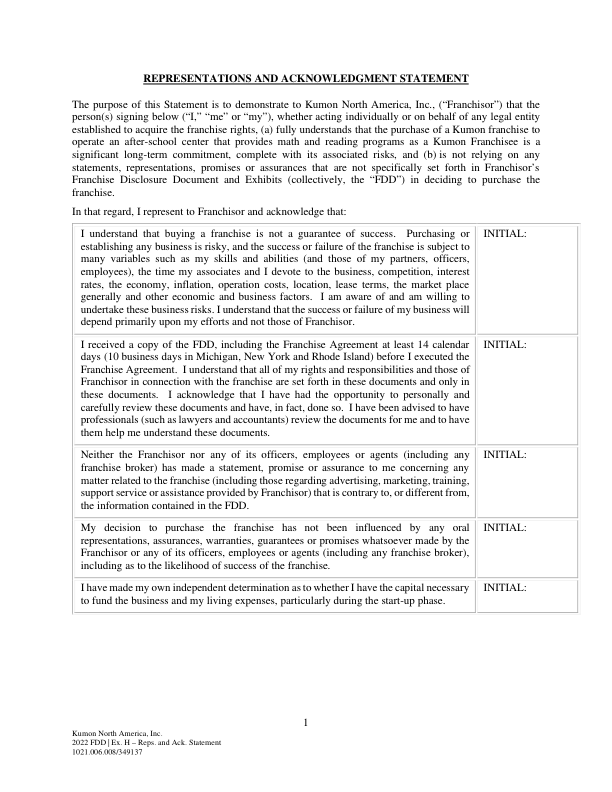 REPRESENTATIONS AND ACKNOWLEDGMENT STATEMENT
The purpose of this Statement is to demonstrate to Kumon North America, Inc., (“Franchisor”) that the
person(s) signing below (“I,” “me” or “my”), whether acting individually or on behalf of any legal entity
established to acquire the franchise rights, (a) fully understands that the purchase of a Kumon franchise to
operate an after-school center that provides math and reading programs as a Kumon Franchisee is a
significant long-term commitment, complete with its associated risks, and (b) is not relying on any
statements, representations, promises or assurances that are not specifically set forth in Franchisor’s
Franchise Disclosure Document and Exhibits (collectively, the “FDD”) in deciding to purchase the
franchise.
In that regard, I represent to Franchisor and acknowledge that:
I understand that buying a franchise is not a guarantee of success. Purchasing or
establishing any business is risky, and the success or failure of the franchise is subject to
many variables such as my skills and abilities (and those of my partners, officers,
employees), the time my associates and I devote to the business, competition, interest
rates, the economy, inflation, operation costs, location, lease terms, the market place
generally and other economic and business factors. I am aware of and am willing to
undertake these business risks. I understand that the success or failure of my business will
depend primarily upon my efforts and not those of Franchisor.
INITIAL:
I received a copy of the FDD, including the Franchise Agreement at least 14 calendar
days (10 business days in Michigan, New York and Rhode Island) before I executed the
Franchise Agreement. I understand that all of my rights and responsibilities and those of
Franchisor in connection with the franchise are set forth in these documents and only in
these documents. I acknowledge that I have had the opportunity to personally and
carefully review these documents and have, in fact, done so. I have been advised to have
professionals (such as lawyers and accountants) review the documents for me and to have
them help me understand these documents.
INITIAL:
Neither the Franchisor nor any of its officers, employees or agents (including any
franchise broker) has made a statement, promise or assurance to me concerning any
matter related to the franchise (including those regarding advertising, marketing, training,
support service or assistance provided by Franchisor) that is contrary to, or different from,
the information contained in the FDD.
INITIAL:
My decision to purchase the franchise has not been influenced by any oral
representations, assurances, warranties, guarantees or promises whatsoever made by the
Franchisor or any of its officers, employees or agents (including any franchise broker),
including as to the likelihood of success of the franchise.
INITIAL:
I have made my own independent determination as to whether I have the capital necessary
to fund the business and my living expenses, particularly during the start-up phase.
INITIAL:
1
Kumon North America, Inc.
2022 FDD | Ex. H – Reps. and Ack. Statement
1021.006.008/349137